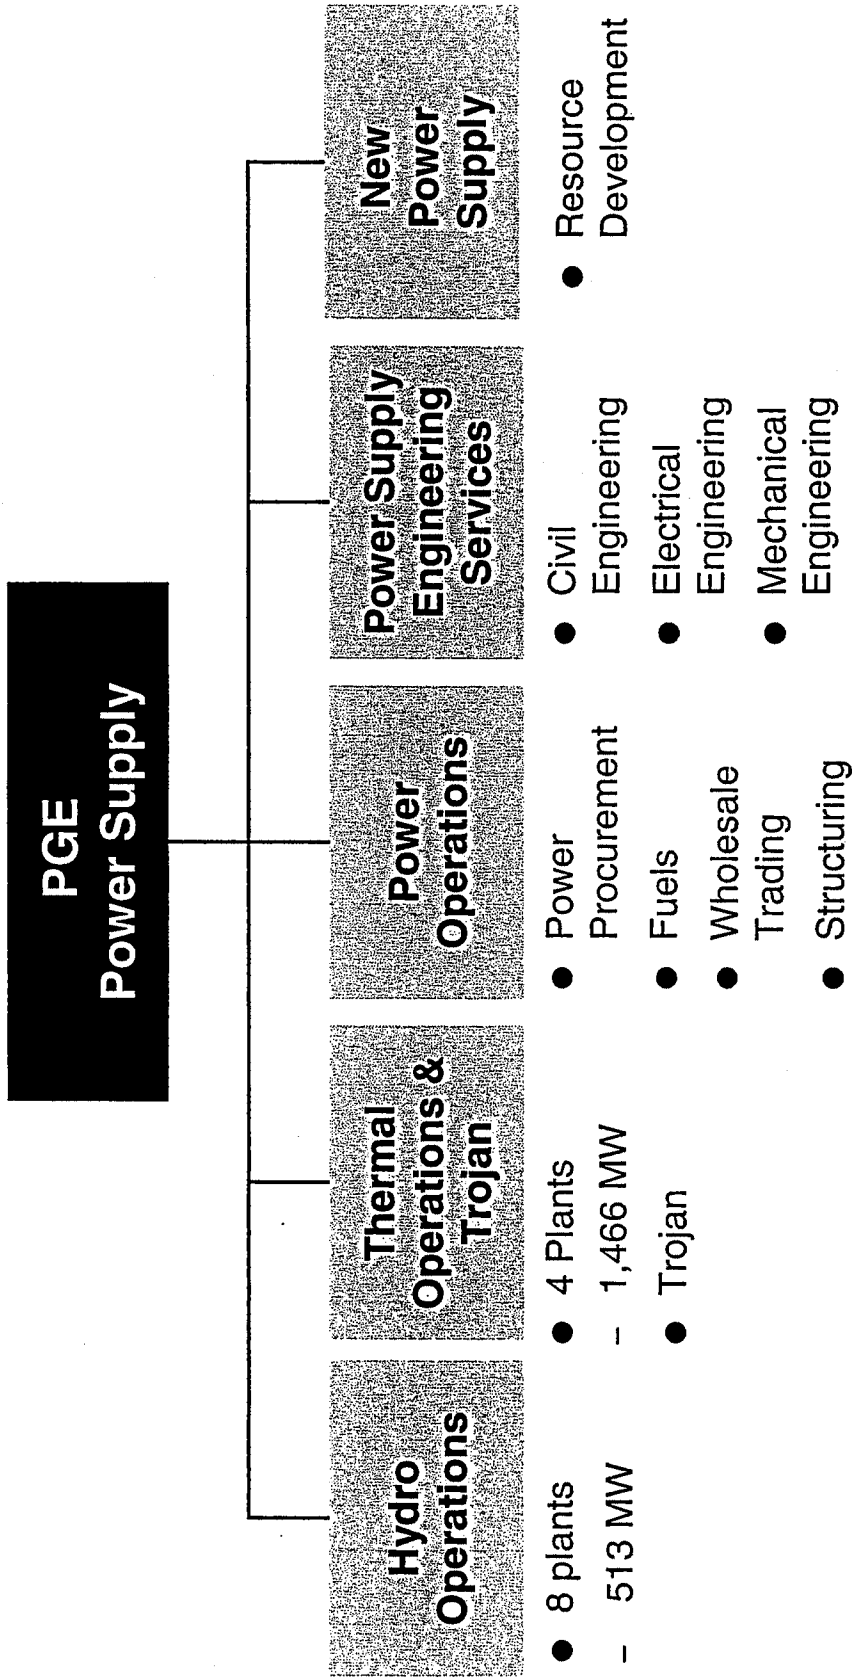 PGE
Power Supply
Hydro
Operations
● 8 plants
– 513 MW
Thermal
Operations &
Trojan
● 4 Plants
– 1,466 MW
● Trojan
Power
Operations
● Power
Procurement
● Fuels
● Wholesale
Trading
● Structuring
Power Supply
Engineering
Services
● Civil
Engineering
● Electrical
Engineering
● Mechanical
Engineering
New
Power
Supply
● Resource
Development